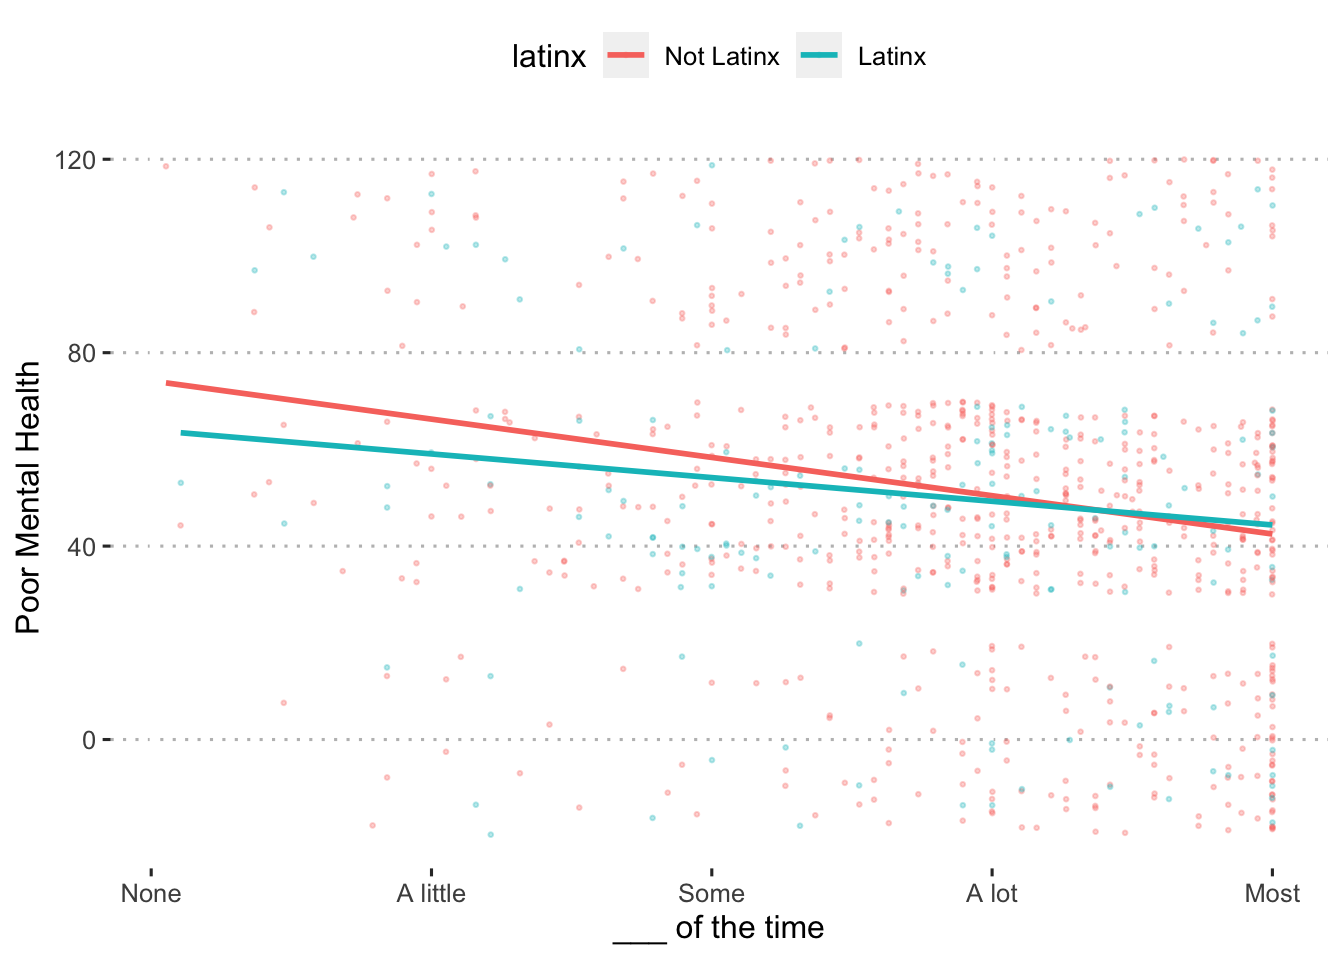 latinx Not Latinx Latinx
120
80
40
0
Poor Mental Health
None A little Some A lot Most
___ of the time